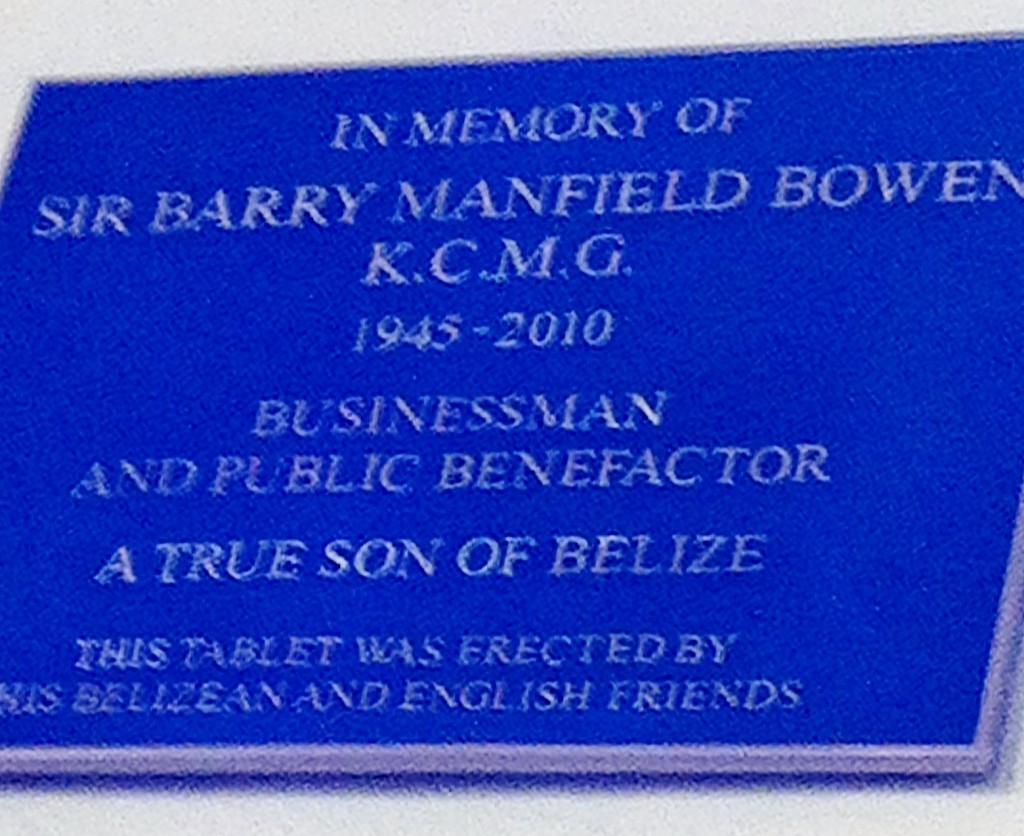 IN MEMORY OF
SIR BARRY MANFIELD BOWEN
K.C.M.G.
1945-2010
BUSINESSMAN
AND PUBLIC BENEFACTOR
A TRUE SON OF BELIZE
THIS TABLET WAS ERECTED BY
HIS BELIZEAN AND ENGLISH FRIENDS